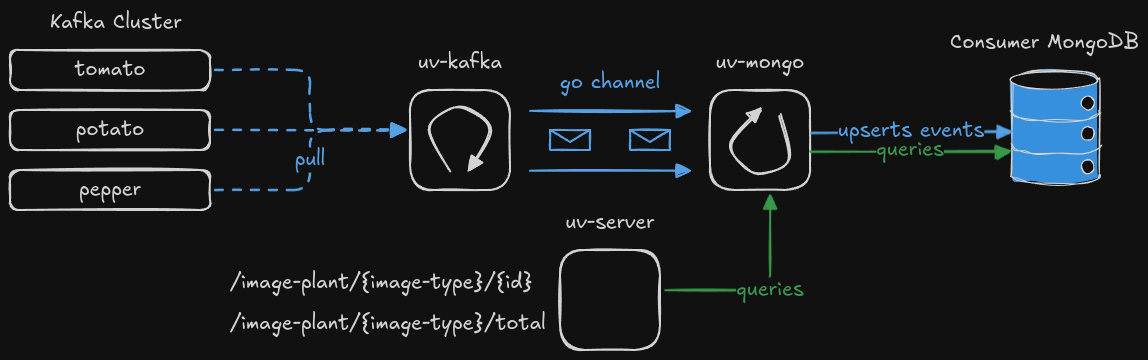 Kafka Cluster
tomato
potato
pepper
pull
uv-kafka
go channel
uv-mongo
Consumer MongoDB
upserts events
queries
uv-server
/image-plant/{image-type}/{id}
/image-plant/{image-type}/total
queries